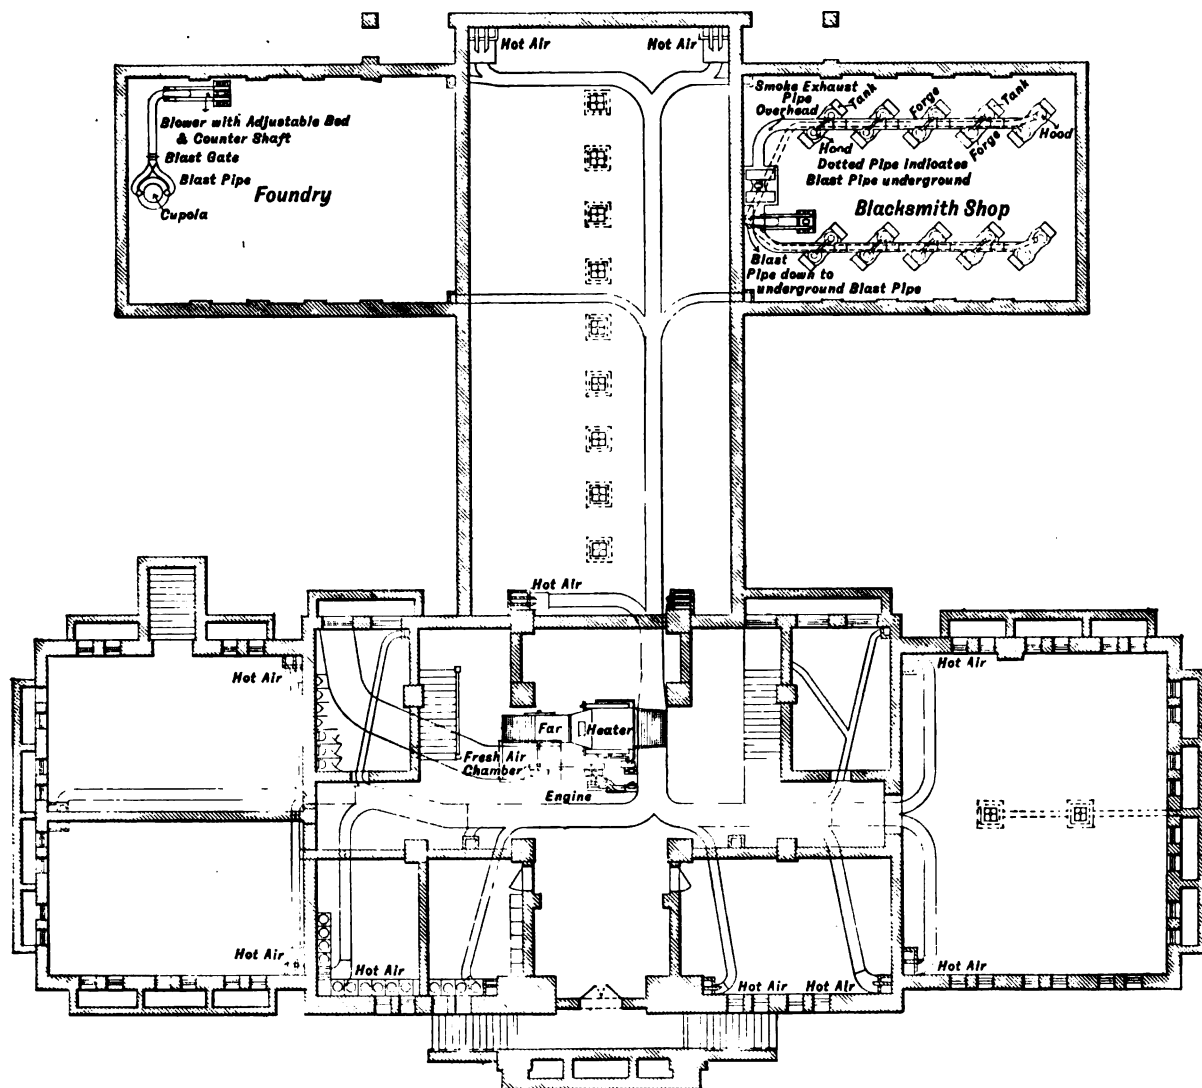 Hot Air
Hot Air
Blower with Adjustable Bed
& Counter Shaft
Blast Gate
Blast Pipe
Cupola
Foundry
Smoke Exhaust
Pipe
Overhead
Tank
Forge
Tank
Hood
Forge
Hood
Dotted Pipe indicates
Blast Pipe underground
Blacksmith Shop
Blast
Pipe down to
underground Blast Pipe
Hot Air
Hot Air
Hot Air
Far
Heater
Fresh Air
Chamber
Engine
Hot Air
Hot Air
Hot Air
Hot Air
Hot Air